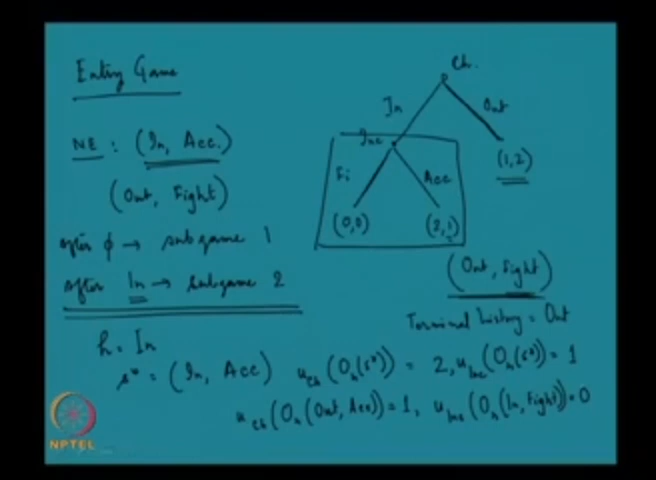 Entry Game
Ch.
In
Out
NE : (In, Acc.)
Inc
(1,2)
Fi
Acc
(Out, Fight)
(0,0)
(2,1)
after ϕ → subgame 1
after In → subgame 2
(Out, Fight)
Terminal history = Out
h = In
s* = (In, Acc) u_ch (O_h(s*)) = 2, u_Inc (O_h(s*)) = 1
u_ch (O_h (Out, Acc)) = 1, u_Inc (O_h (In, Fight)) = 0
NPTEL